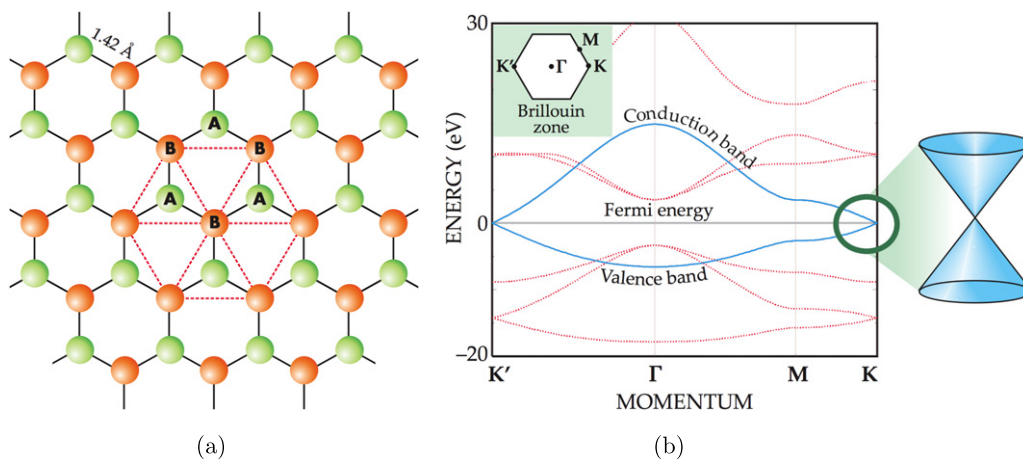 1.42 Å
A
B
B
A
A
B
(a)
30
0
–20
ENERGY (eV)
M
K′
Γ
K
Brillouin
zone
Conduction band
Fermi energy
Valence band
K′
Γ
M
K
MOMENTUM
(b)